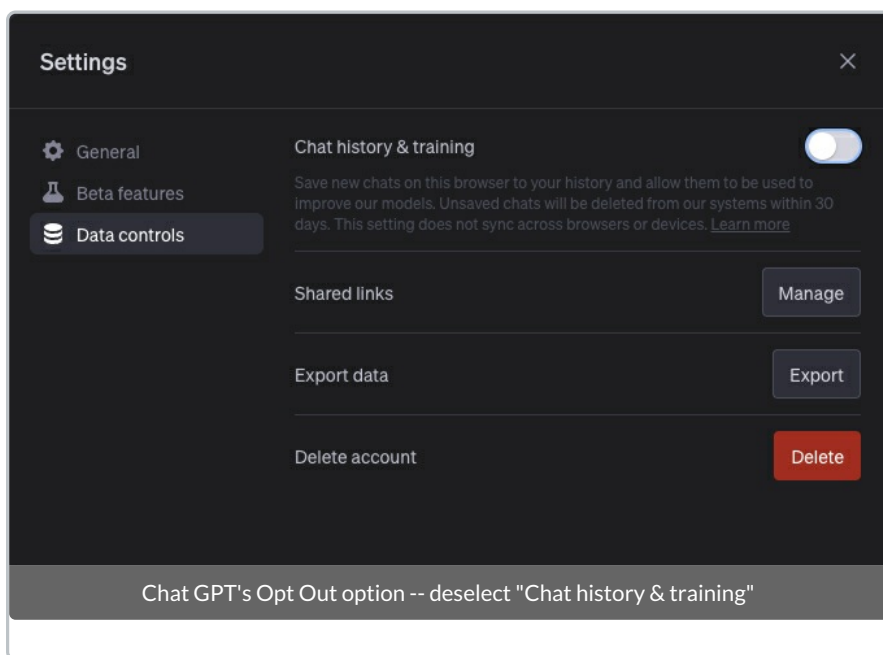 Settings
General
Beta features
Data controls
Chat history & training
Save new chats on this browser to your history and allow them to be used to
improve our models. Unsaved chats will be deleted from our systems within 30
days. This setting does not sync across browsers or devices. Learn more
Shared links
Manage
Export data
Export
Delete account
Delete
Chat GPT's Opt Out option -- deselect "Chat history & training"